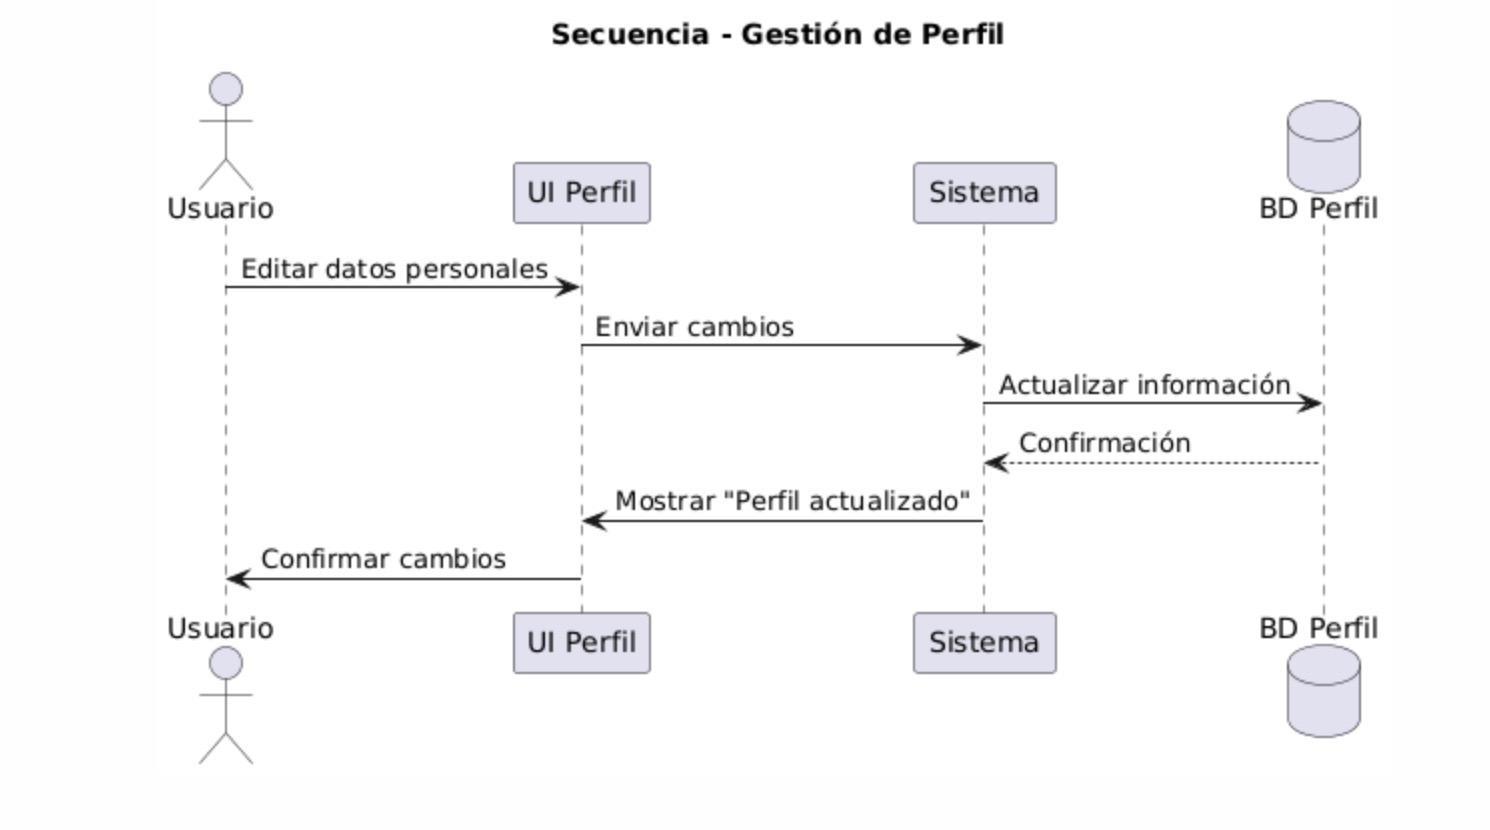 Secuencia - Gestión de Perfil
Usuario
UI Perfil
Sistema
BD Perfil
Editar datos personales
Enviar cambios
Actualizar información
Confirmación
Mostrar "Perfil actualizado"
Confirmar cambios
Usuario
UI Perfil
Sistema
BD Perfil